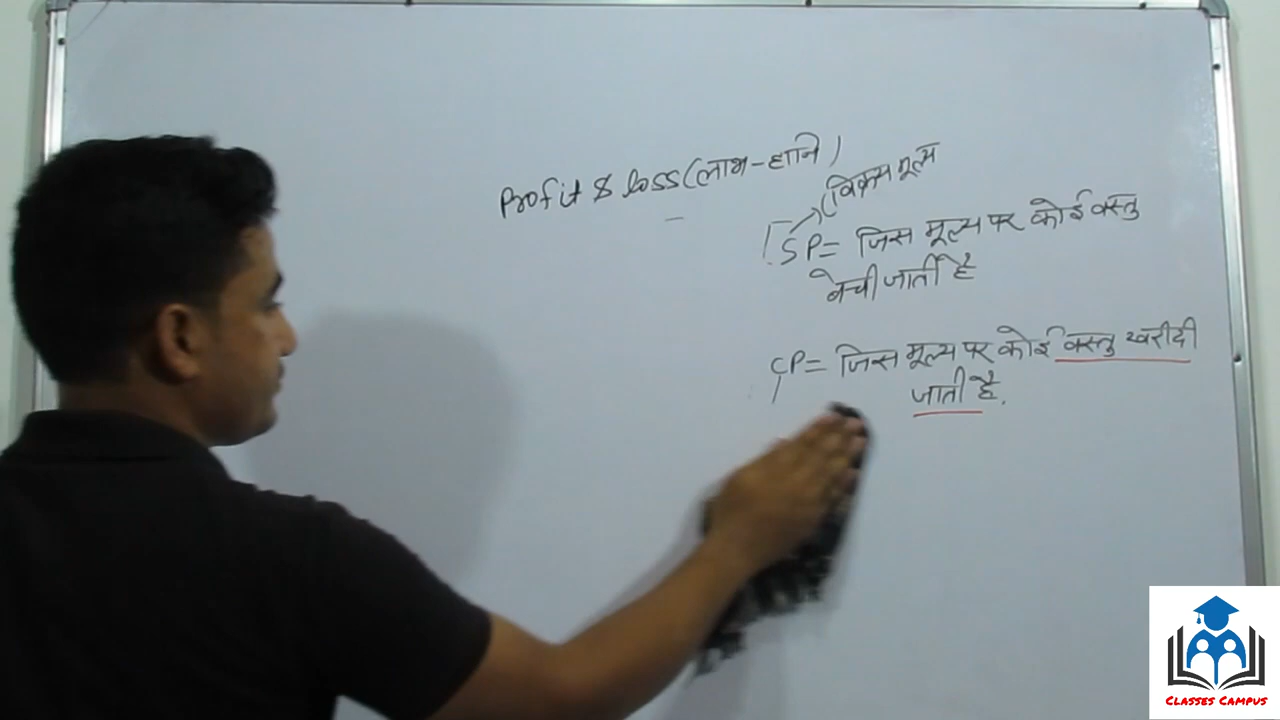 Profit & loss (लाभ-हानि)
(विक्रय मूल्य
SP= जिस मूल्य पर कोई वस्तु
बेची जाती है
CP= जिस मूल्य पर कोई वस्तु खरीदी
जाती है.
CLASSES CAMPUS